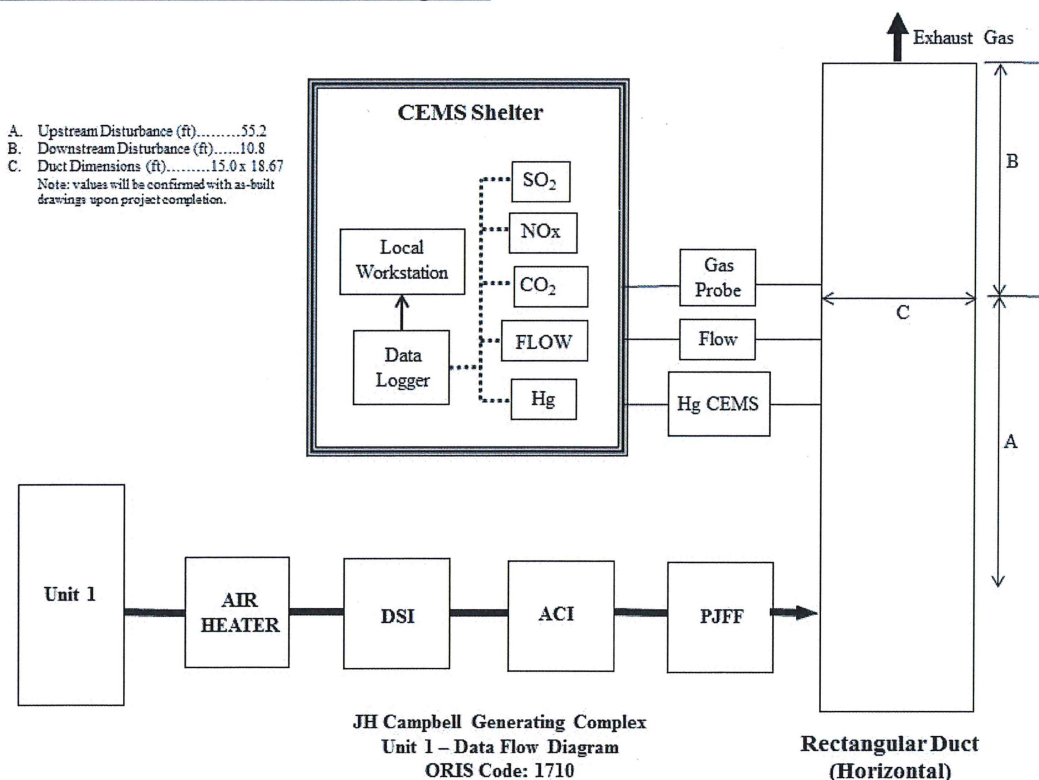 Exhaust Gas
A. Upstream Disturbance (ft).........55.2
B. Downstream Disturbance (ft)......10.8
C. Duct Dimensions (ft).........15.0 x 18.67
Note: values will be confirmed with as-built
drawings upon project completion.
CEMS Shelter
SO2
NOx
CO2
FLOW
Hg
Local
Workstation
Data
Logger
Gas
Probe
Flow
Hg CEMS
B
C
A
Unit 1
AIR
HEATER
DSI
ACI
PJFF
JH Campbell Generating Complex
Unit 1 – Data Flow Diagram
ORIS Code: 1710
Rectangular Duct
(Horizontal)